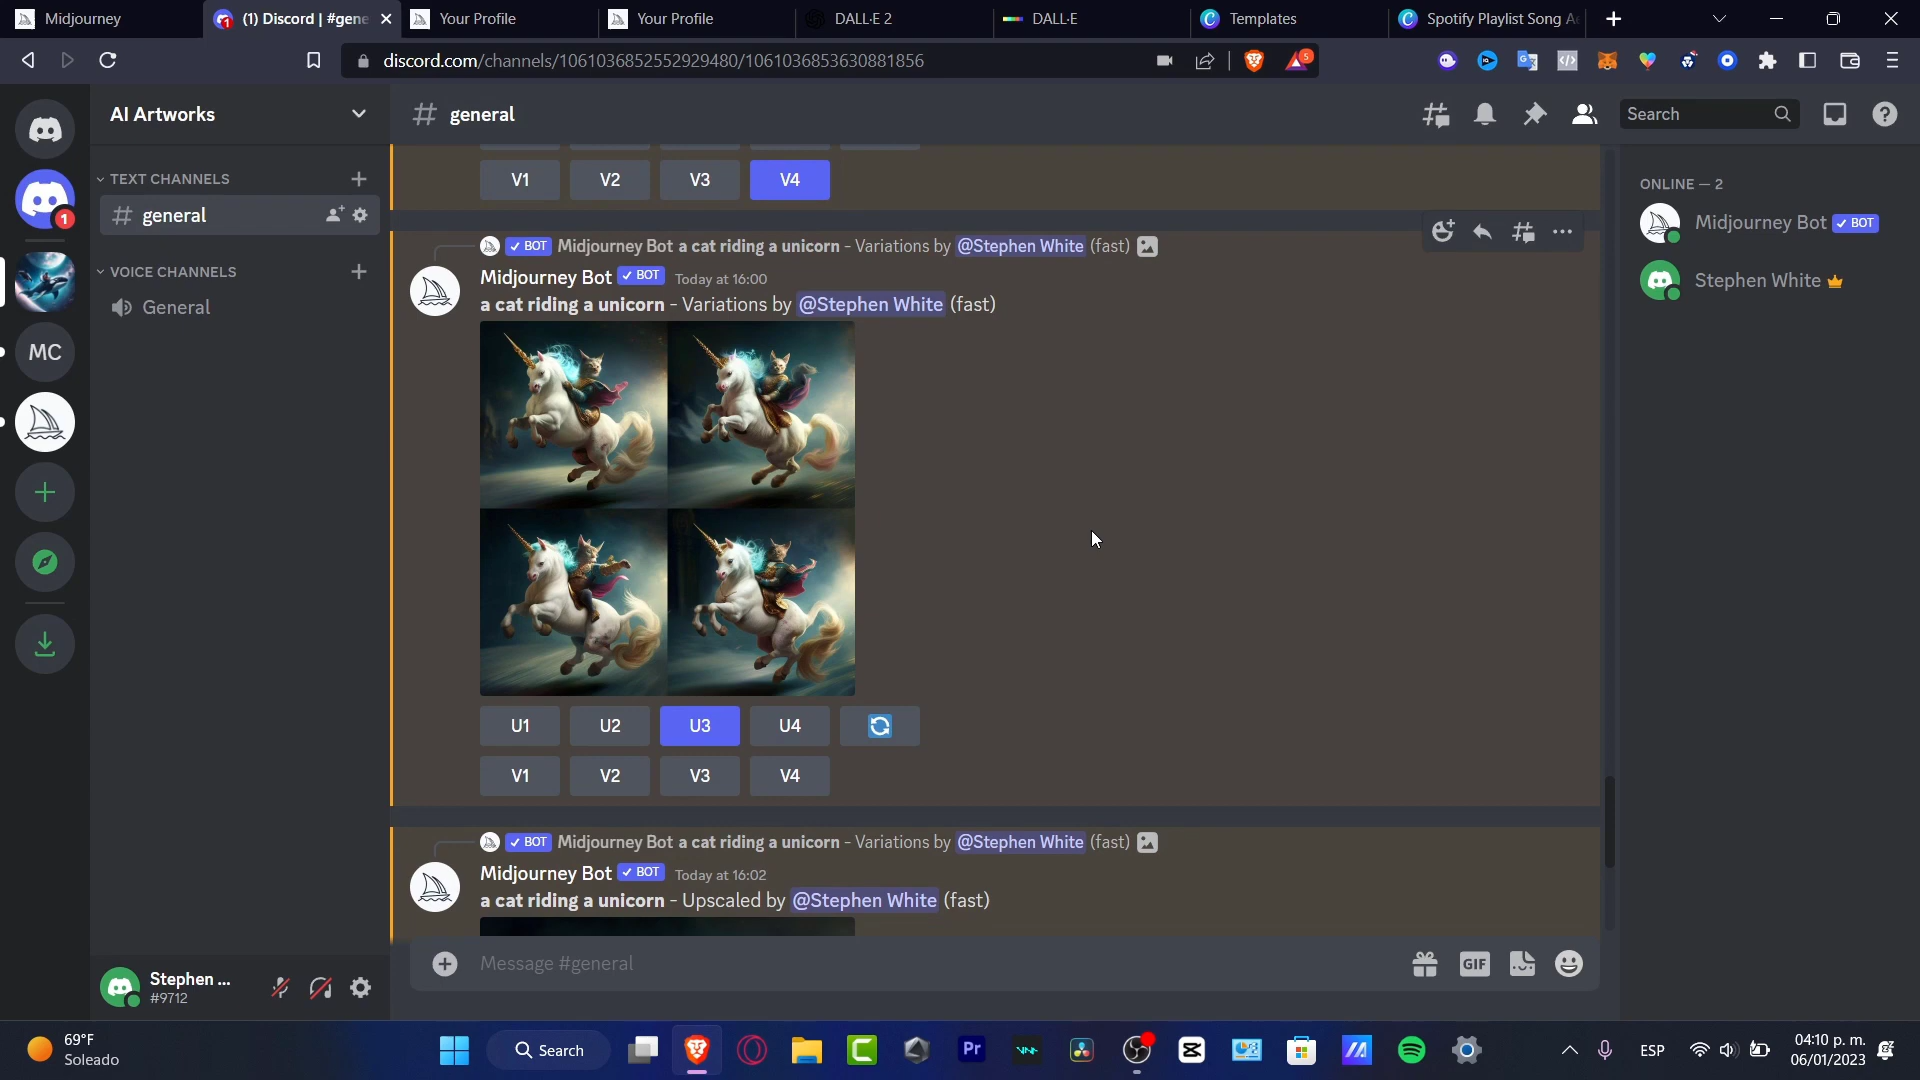 Midjourney
(1) Discord | #gene
Your Profile
Your Profile
DALL·E 2
DALL·E
Templates
Spotify Playlist Song A
discord.com/channels/1061036852552929480/1061036853630881856
5
AI Artworks
general
Search
TEXT CHANNELS
general
VOICE CHANNELS
General
1
MC
V1 V2 V3 V4
BOT Midjourney Bot a cat riding a unicorn - Variations by @Stephen White (fast)
Midjourney Bot BOT Today at 16:00
a cat riding a unicorn - Variations by @Stephen White (fast)
U1 U2 U3 U4
V1 V2 V3 V4
BOT Midjourney Bot a cat riding a unicorn - Variations by @Stephen White (fast)
Midjourney Bot BOT Today at 16:02
a cat riding a unicorn - Upscaled by @Stephen White (fast)
Message #general
GIF
ONLINE — 2
Midjourney Bot BOT
Stephen White
Stephen ...
#9712
69°F
Soleado
Search
Pr
ESP
04:10 p. m.
06/01/2023